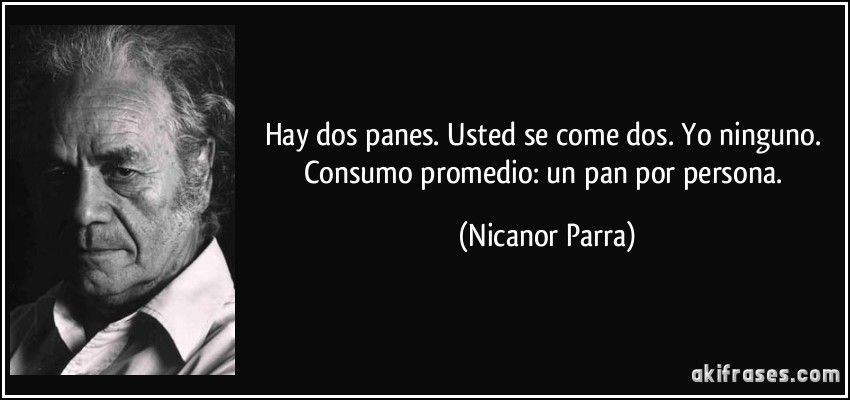 Hay dos panes. Usted se come dos. Yo ninguno.
Consumo promedio: un pan por persona.
(Nicanor Parra)
akifrases.com